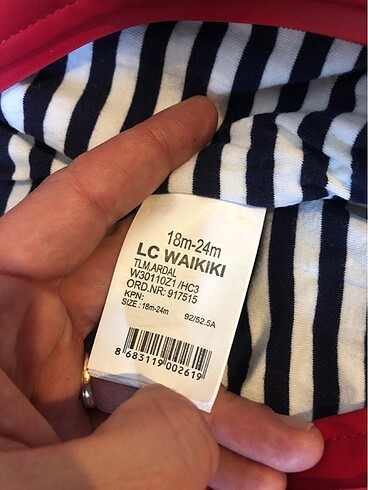 18m-24m
LC WAIKIKI
TLM.ARDAL
W30110Z1 /HC3
ORD.NR: 917515
KPN:
SIZE : 18m-24m 92/52.5A
8 683119 002619